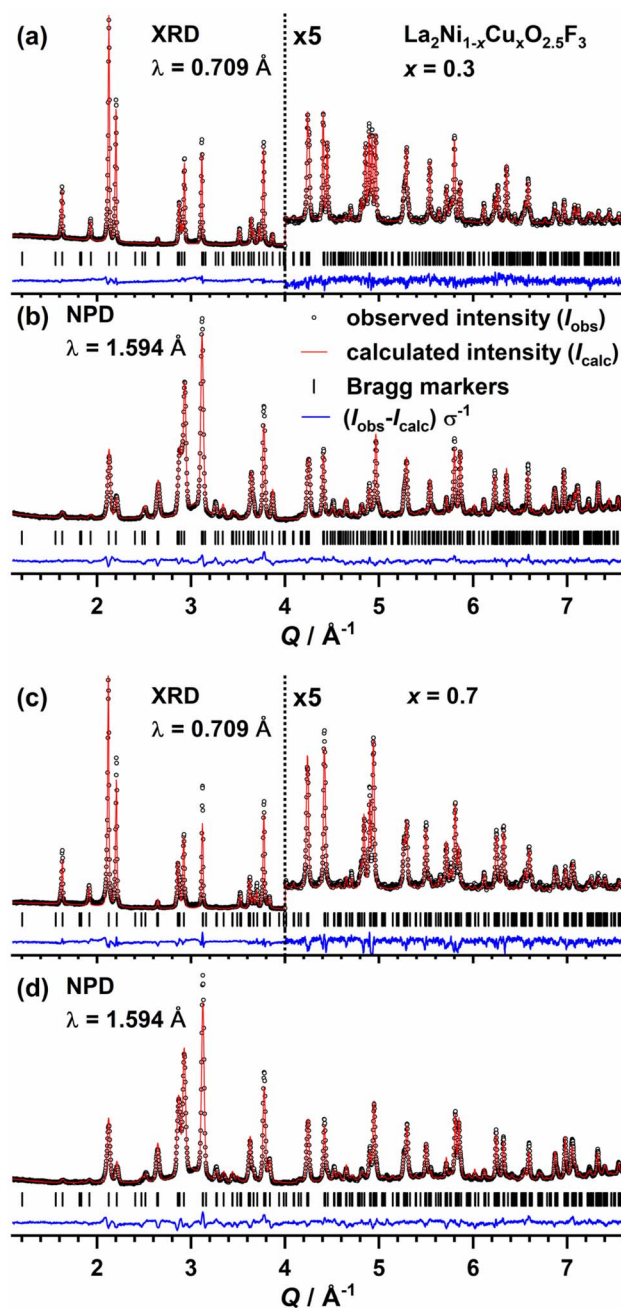 (a) XRD x5 La₂Ni₁₋ₓCuₓO₂.₅F₃
λ = 0.709 Å x = 0.3
(b) NPD
λ = 1.594 Å
observed intensity (Iobs)
calculated intensity (Icalc)
Bragg markers
(Iobs-Icalc) σ⁻¹
2 3 4 5 6 7
Q / Å⁻¹
(c) XRD x5 x = 0.7
λ = 0.709 Å
(d) NPD
λ = 1.594 Å
2 3 4 5 6 7
Q / Å⁻¹